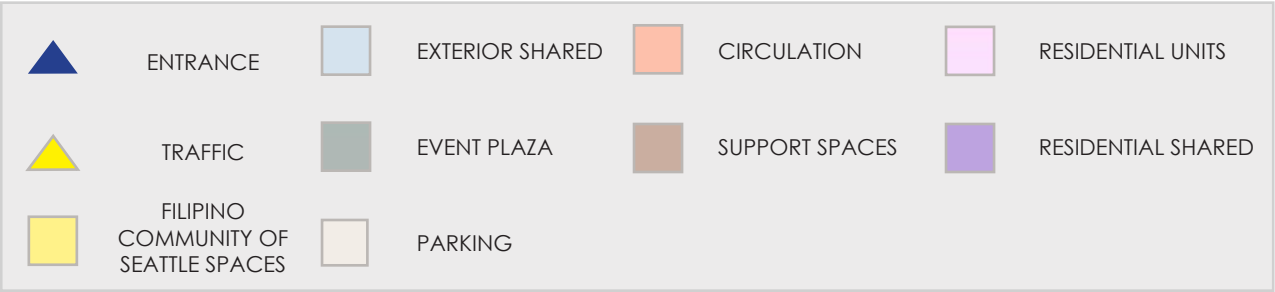 ENTRANCE
EXTERIOR SHARED
CIRCULATION
RESIDENTIAL UNITS
TRAFFIC
EVENT PLAZA
SUPPORT SPACES
RESIDENTIAL SHARED
FILIPINO
COMMUNITY OF
SEATTLE SPACES
PARKING